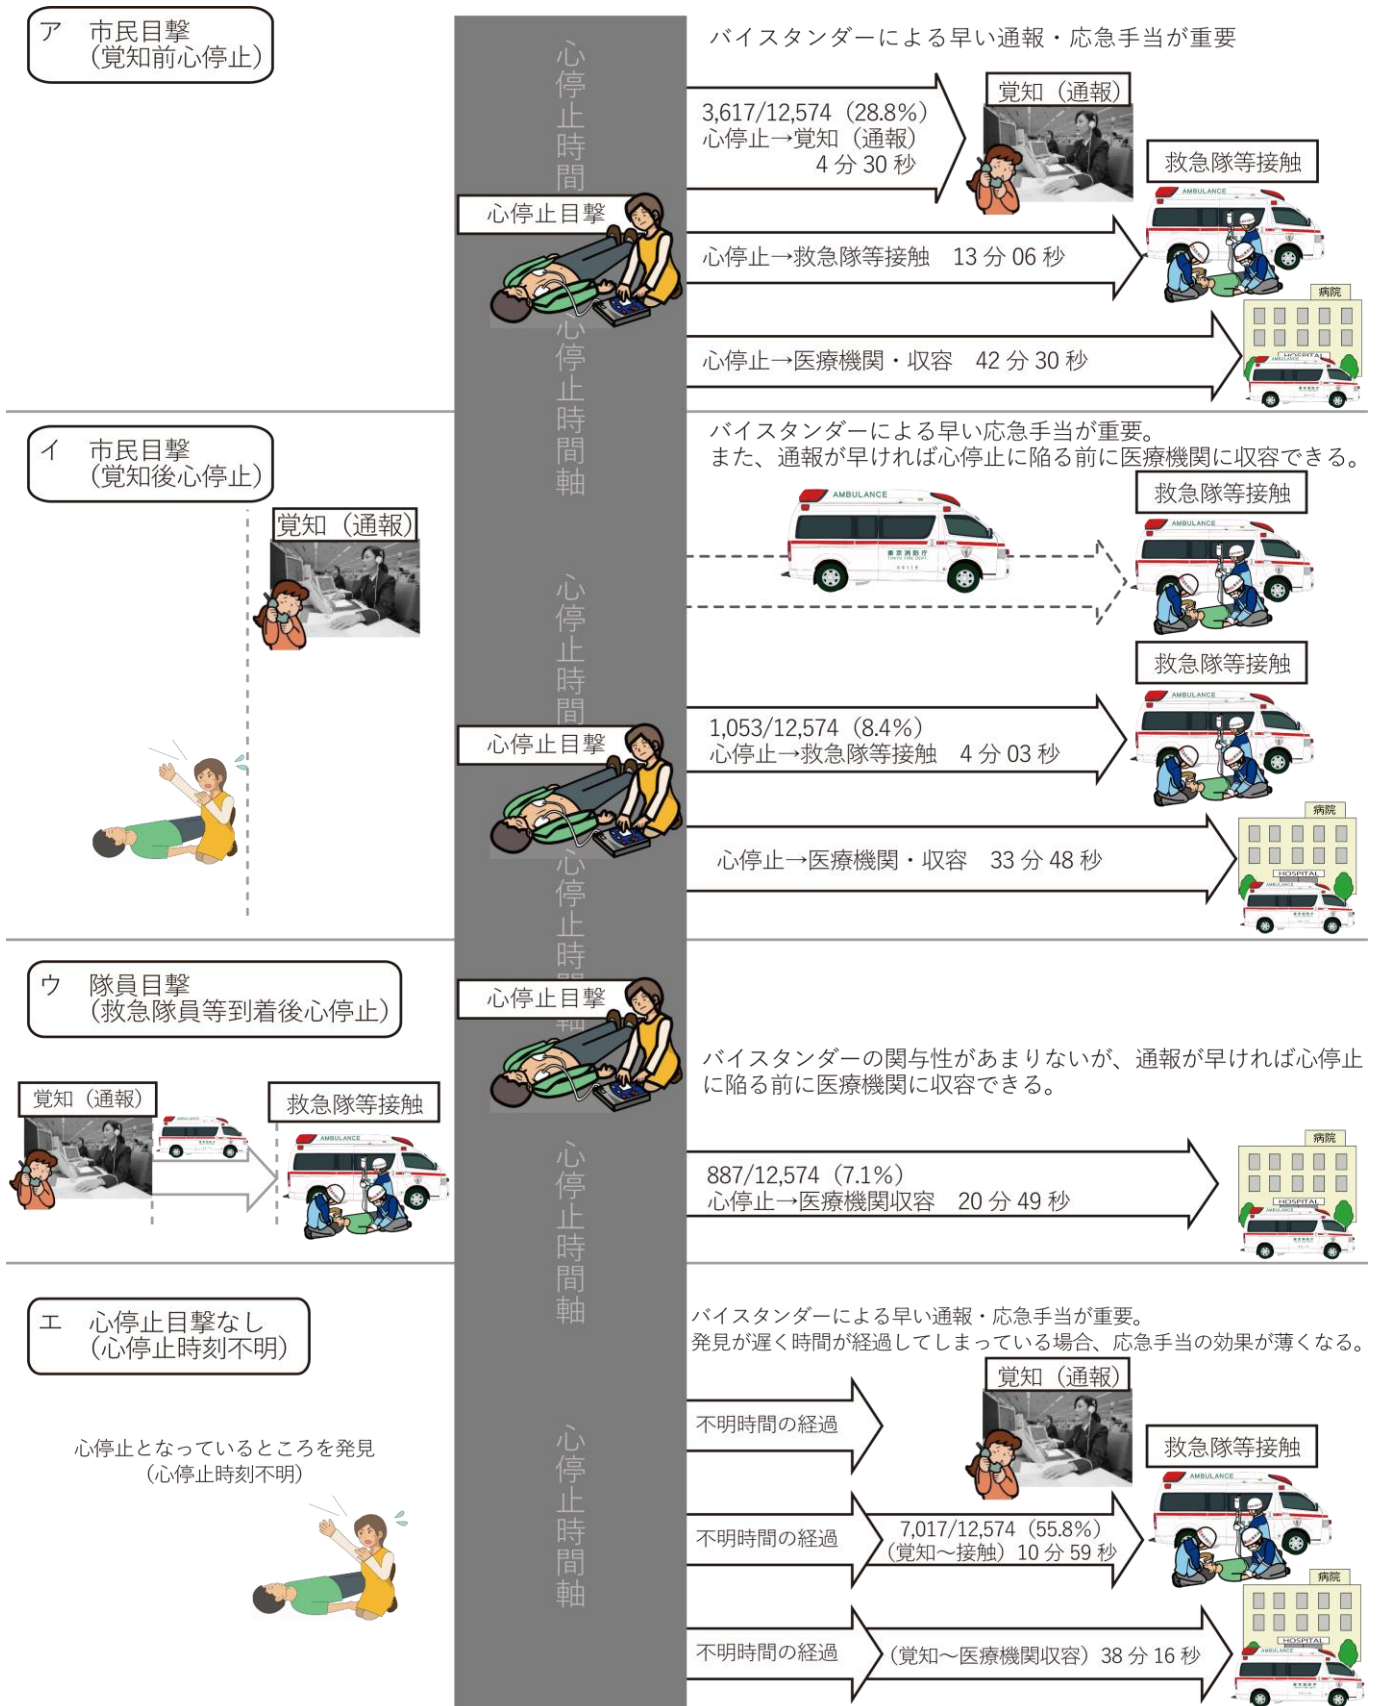 ア　市民目撃
(覚知前心停止)
心停止時間軸
バイスタンダーによる早い通報・応急手当が重要
3,617/12,574（28.8%）
心停止→覚知（通報）
4 分 30 秒
覚知（通報）
救急隊等接触
AMBULANCE
心停止目撃
心停止→救急隊等接触　13 分 06 秒
病院
HOSPITAL
AMBULANCE
心停止→医療機関・収容　42 分 30 秒
心停止時間軸
イ　市民目撃
(覚知後心停止)
バイスタンダーによる早い応急手当が重要。
また、通報が早ければ心停止に陥る前に医療機関に収容できる。
覚知（通報）
AMBULANCE
東京消防庁
救急隊等接触
AMBULANCE
心停止時間軸
救急隊等接触
AMBULANCE
心停止目撃
1,053/12,574（8.4%）
心停止→救急隊等接触　4 分 03 秒
病院
HOSPITAL
AMBULANCE
心停止→医療機関・収容　33 分 48 秒
心停止時間軸
ウ　隊員目撃
(救急隊員等到着後心停止)
心停止目撃
バイスタンダーの関与性があまりないが、通報が早ければ心停止
に陥る前に医療機関に収容できる。
覚知（通報）
AMBULANCE
救急隊等接触
AMBULANCE
病院
HOSPITAL
AMBULANCE
887/12,574（7.1%）
心停止→医療機関収容　20 分 49 秒
心停止時間軸
エ　心停止目撃なし
(心停止時刻不明)
バイスタンダーによる早い通報・応急手当が重要。
発見が遅く時間が経過してしまっている場合、応急手当の効果が薄くなる。
覚知（通報）
不明時間の経過
救急隊等接触
AMBULANCE
心停止となっているところを発見
(心停止時刻不明)
心停止時間軸
不明時間の経過
7,017/12,574（55.8%）
(覚知～接触）10 分 59 秒
病院
HOSPITAL
AMBULANCE
不明時間の経過
(覚知～医療機関収容）38 分 16 秒